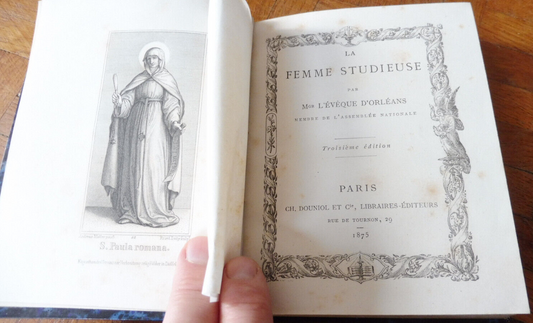 S. Paula romana.
LA
FEMME STUDIEUSE
PAR
Mgr L'ÉVÊQUE D'ORLÉANS
MEMBRE DE L'ASSEMBLÉE NATIONALE
Troisième édition
PARIS
CH. DOUNIOL ET Cie, LIBRAIRES-ÉDITEURS
RUE DE TOURNON, 29
1875